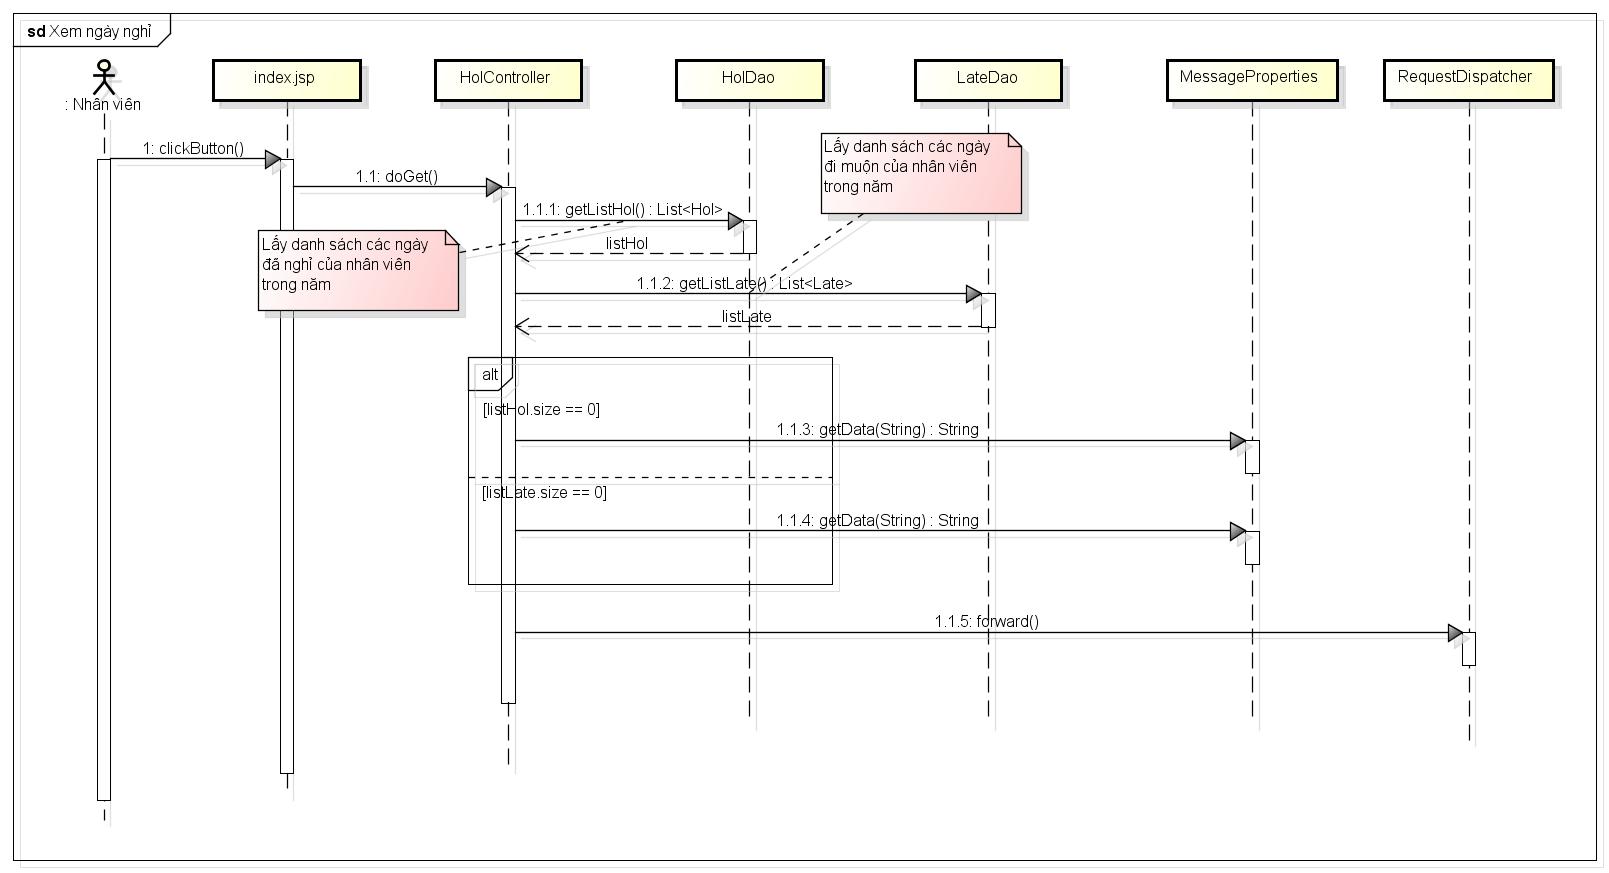 sd Xem ngày nghỉ
: Nhân viên
index.jsp
HolController
HolDao
LateDao
MessageProperties
RequestDispatcher
Lấy danh sách các ngày
đi muộn của nhân viên
trong năm
1: clickButton()
1.1: doGet()
1.1.1: getListHol() : List<Hol>
listHol
Lấy danh sách các ngày
đã nghỉ của nhân viên
trong năm
1.1.2: getListLate() : List<Late>
listLate
alt
[listHol.size == 0]
1.1.3: getData(String) : String
[listLate.size == 0]
1.1.4: getData(String) : String
1.1.5: forward()